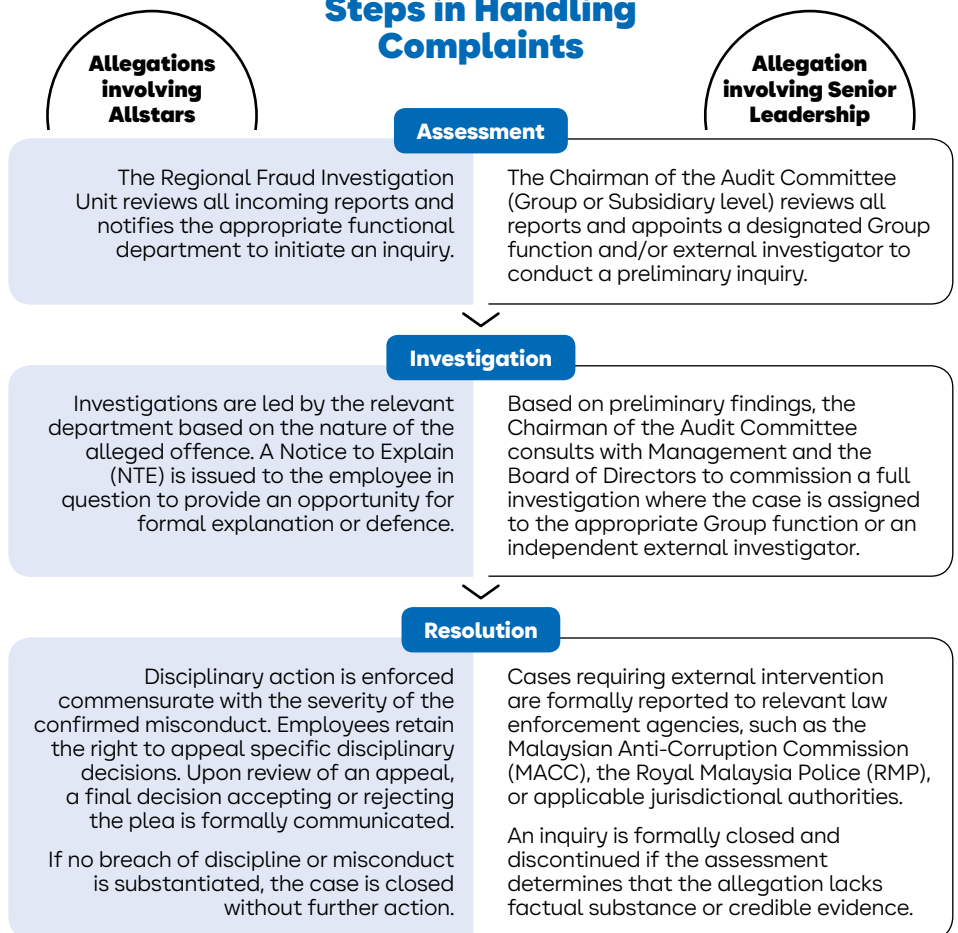 Steps in Handling
Complaints
Allegations
involving
Allstars
Allegation
involving Senior
Leadership
Assessment
The Regional Fraud Investigation
Unit reviews all incoming reports and
notifies the appropriate functional
department to initiate an inquiry.
The Chairman of the Audit Committee
(Group or Subsidiary level) reviews all
reports and appoints a designated Group
function and/or external investigator to
conduct a preliminary inquiry.
Investigation
Investigations are led by the relevant
department based on the nature of the
alleged offence. A Notice to Explain
(NTE) is issued to the employee in
question to provide an opportunity for
formal explanation or defence.
Based on preliminary findings, the
Chairman of the Audit Committee
consults with Management and the
Board of Directors to commission a full
investigation where the case is assigned
to the appropriate Group function or an
independent external investigator.
Resolution
Disciplinary action is enforced
commensurate with the severity of the
confirmed misconduct. Employees retain
the right to appeal specific disciplinary
decisions. Upon review of an appeal,
a final decision accepting or rejecting
the plea is formally communicated.
If no breach of discipline or misconduct
is substantiated, the case is closed
without further action.
Cases requiring external intervention
are formally reported to relevant law
enforcement agencies, such as the
Malaysian Anti-Corruption Commission
(MACC), the Royal Malaysia Police (RMP),
or applicable jurisdictional authorities.
An inquiry is formally closed and
discontinued if the assessment
determines that the allegation lacks
factual substance or credible evidence.